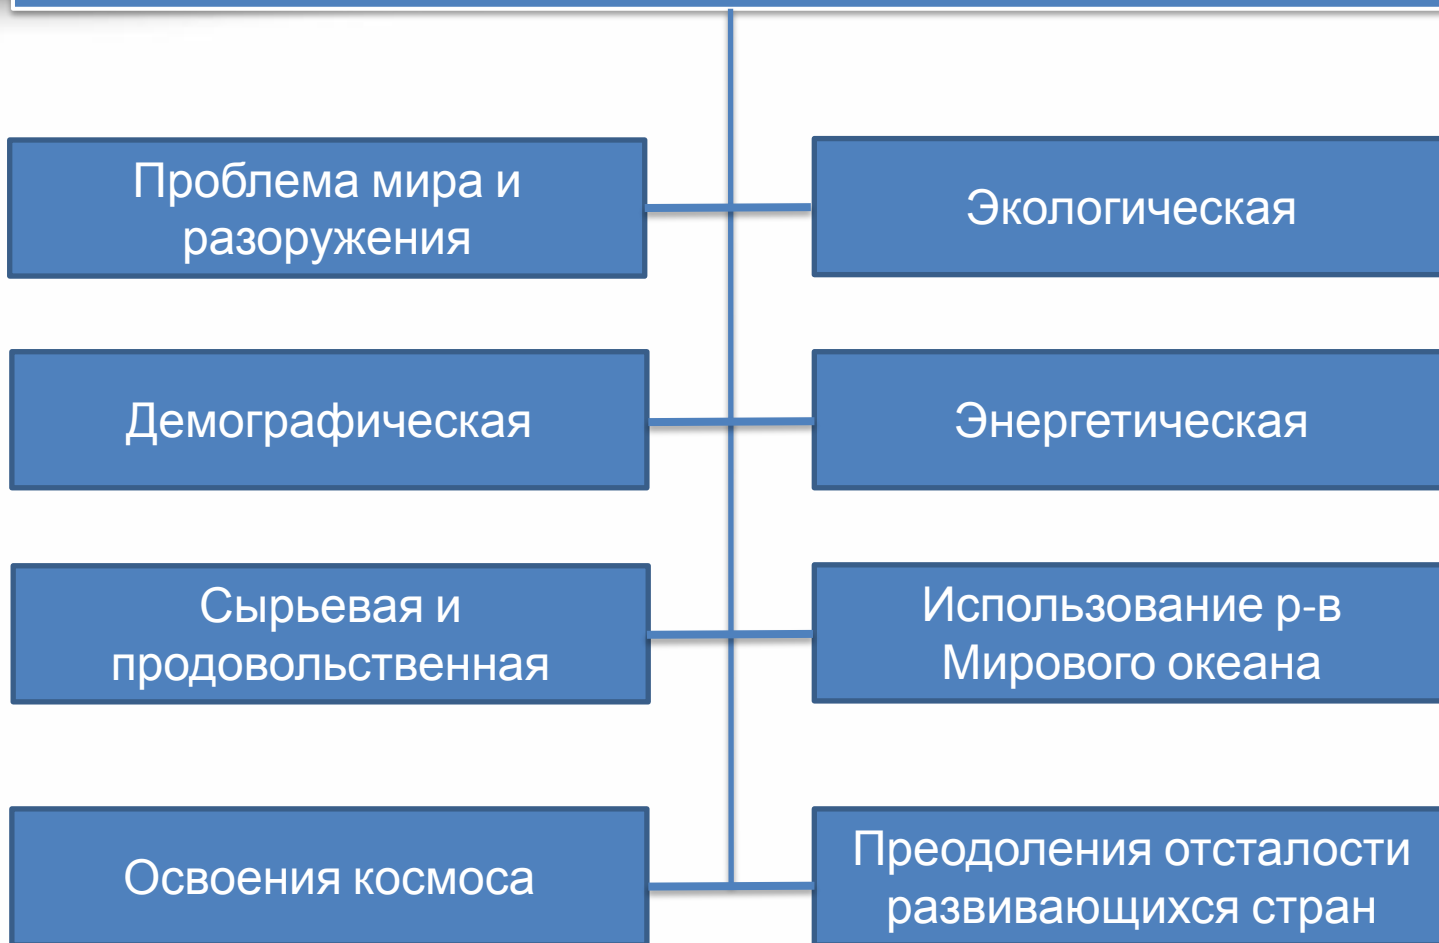 Проблема мира и
разоружения
Экологическая
Демографическая
Энергетическая
Сырьевая и
продовольственная
Использование р-в
Мирового океана
Освоения космоса
Преодоления отсталости
развивающихся стран